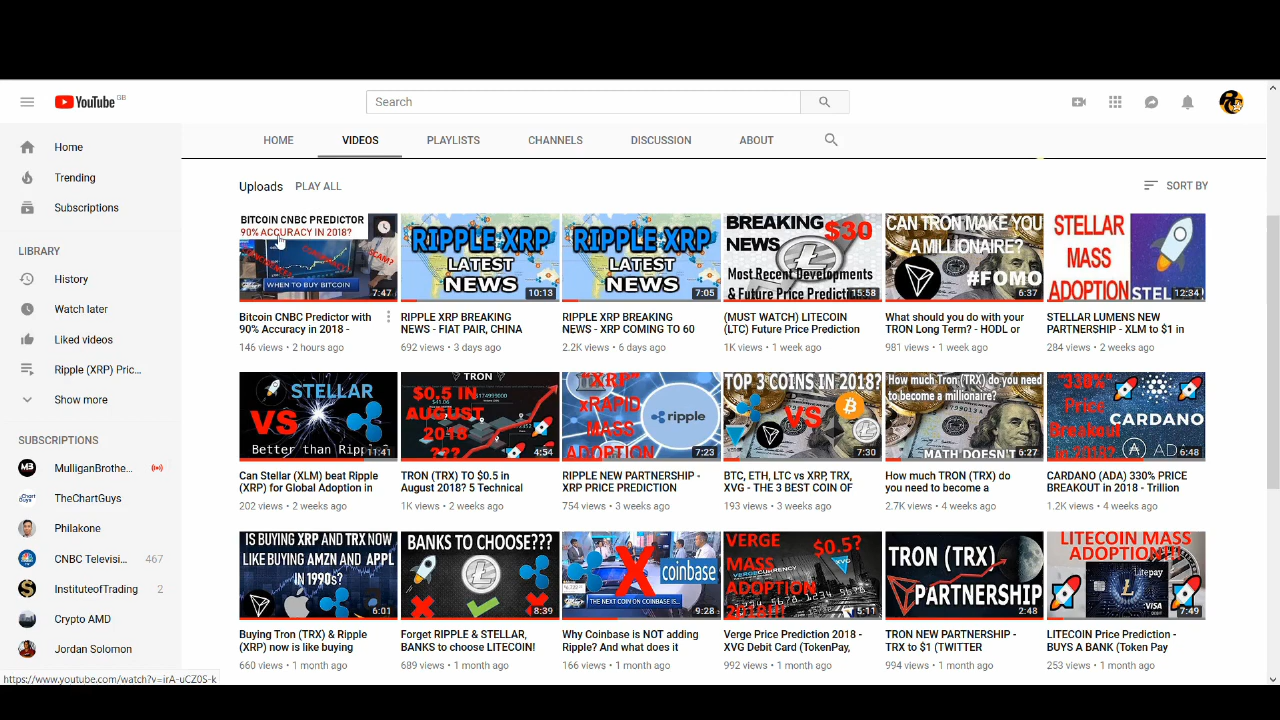 YouTube GB
Search
HOME VIDEOS PLAYLISTS CHANNELS DISCUSSION ABOUT
Home
Trending
Subscriptions
LIBRARY
History
Watch later
Liked videos
Ripple (XRP) Pric...
Show more
SUBSCRIPTIONS
MulliganBrothe...
TheChartGuys
Philakone
CNBC Televisi... 467
InstituteofTrading 2
Crypto AMD
Jordan Solomon
https://www.youtube.com/watch?v=irA-uCZ0S-k
Uploads PLAY ALL
SORT BY
BITCOIN CNBC PREDICTOR
90% ACCURACY IN 2018?
SCAM?
WHEN TO BUY BITCOIN
7:47
Bitcoin CNBC Predictor with
90% Accuracy in 2018 -
146 views • 2 hours ago
RIPPLE XRP
LATEST
NEWS
10:13
RIPPLE XRP BREAKING
NEWS - FIAT PAIR, CHINA
692 views • 3 days ago
RIPPLE XRP
LATEST
NEWS
7:05
RIPPLE XRP BREAKING
NEWS - XRP COMING TO 60
2.2K views • 6 days ago
BREAKING
NEWS
$30
Most Recent Developments
& Future Price Predicti
15:58
(MUST WATCH) LITECOIN
(LTC) Future Price Prediction
1K views • 1 week ago
CAN TRON MAKE YOU
A MILLIONAIRE?
#FOMO
6:37
What should you do with your
TRON Long Term? - HODL or
981 views • 1 week ago
STELLAR
MASS
ADOPTION
STELL
12:34
STELLAR LUMENS NEW
PARTNERSHIP - XLM to $1 in
284 views • 2 weeks ago
STELLAR
VS
Better than Ripp
11:41
Can Stellar (XLM) beat Ripple
(XRP) for Global Adoption in
202 views • 2 weeks ago
TRON
$0.5 IN
AUGUST
2018
???
4:54
TRON (TRX) TO $0.5 in
August 2018? 5 Technical
1K views • 2 weeks ago
"XRP"
xRAPID
MASS
ADOPTION
ripple
7:23
RIPPLE NEW PARTNERSHIP -
XRP PRICE PREDICTION
754 views • 3 weeks ago
TOP 3 COINS IN 2018?
VS
7:30
BTC, ETH, LTC vs XRP, TRX,
XVG - THE 3 BEST COIN OF
193 views • 3 weeks ago
How much Tron (TRX) do you need
to become a millionaire?
MATH DOESN'T
6:27
How much Tron (TRX) do
you need to become a
2.7K views • 4 weeks ago
"330%"
Price
Breakout
in 2018
CARDANO
ADA
6:48
CARDANO (ADA) 330% PRICE
BREAKOUT in 2018 - Trillion
1.2K views • 4 weeks ago
IS BUYING XRP AND TRX NOW
LIKE BUYING AMZN AND APPL
IN 1990s?
6:01
Buying Tron (TRX) & Ripple
(XRP) now is like buying
660 views • 1 month ago
BANKS TO CHOOSE???
8:39
Forget RIPPLE & STELLAR,
BANKS to choose LITECOIN!
689 views • 1 month ago
X
coinbase
THE NEXT COIN ON COINBASE IS...
9:28
Why Coinbase is NOT adding
Ripple? And what does it
166 views • 1 month ago
VERGE
MASS
ADOPTION
2018!!!
$0.5?
XVG
VERGECURRENCY
5:11
Verge Price Prediction 2018 -
XVG Debit Card (TokenPay,
992 views • 1 month ago
TRON (TRX)
PARTNERSHIP
2:48
TRON NEW PARTNERSHIP -
TRX to $1 (TWITTER
994 views • 1 month ago
LITECOIN MASS
ADOPTION!!!
Litepay
VISA
7:49
LITECOIN Price Prediction -
BUYS A BANK (Token Pay
253 views • 1 month ago